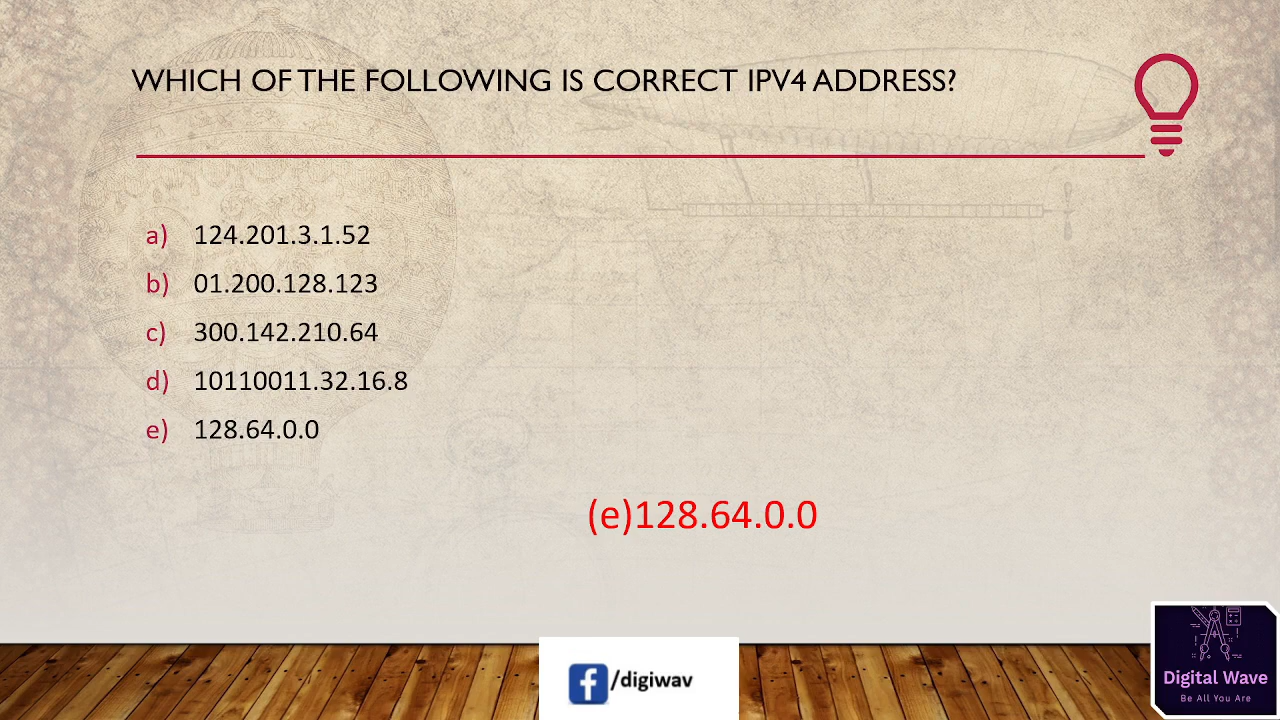 WHICH OF THE FOLLOWING IS CORRECT IPV4 ADDRESS?
a) 124.201.3.1.52
b) 01.200.128.123
c) 300.142.210.64
d) 10110011.32.16.8
e) 128.64.0.0
(e)128.64.0.0
f/digiwav
Digital Wave
Be All You Are